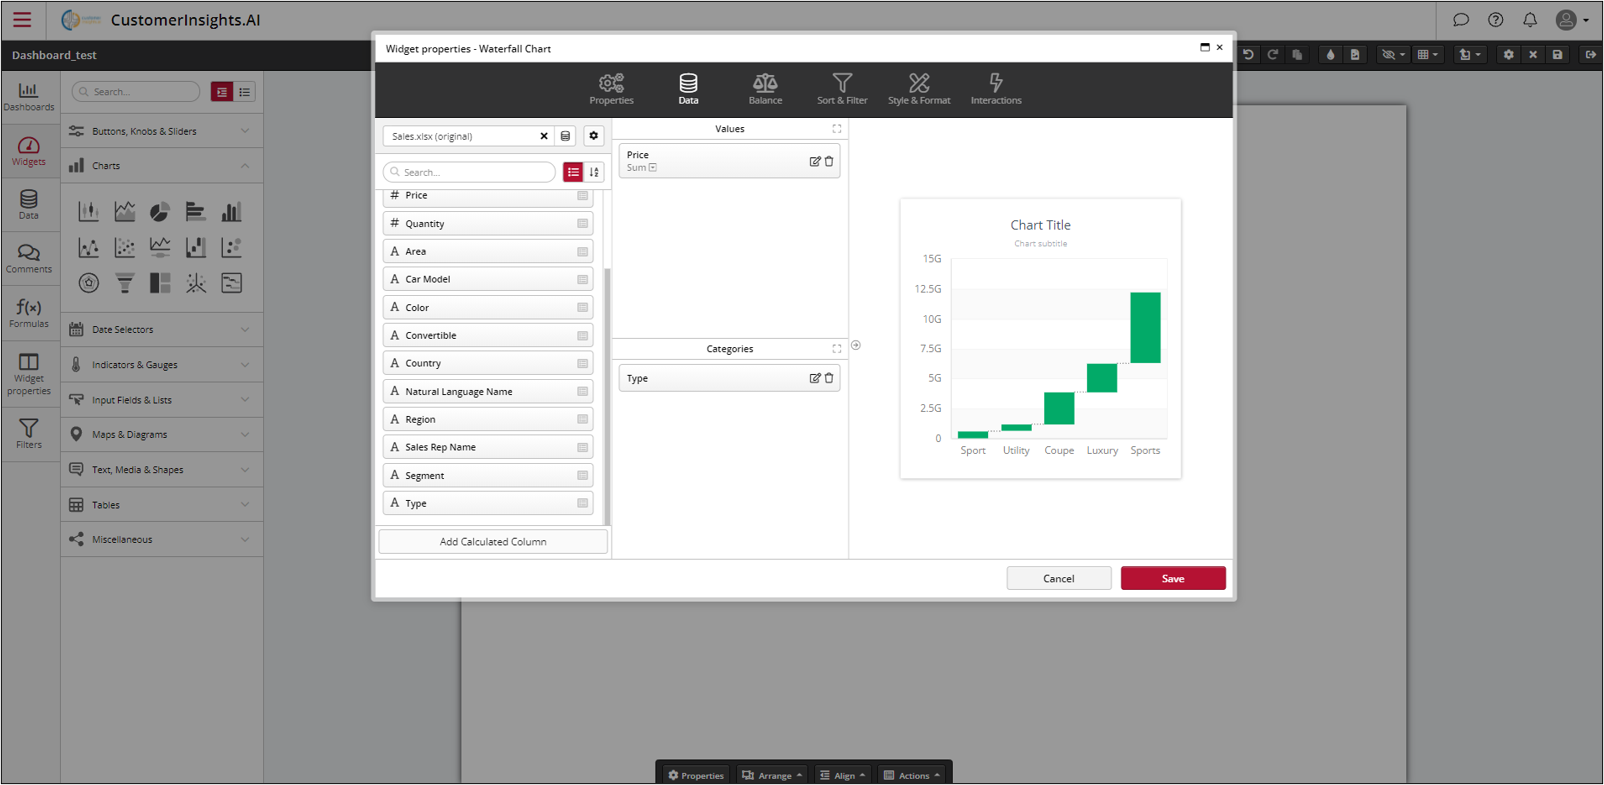 CustomerInsights.AI
Dashboard_test
Dashboards
Widgets
Data
Comments
f(x)
Formulas
Widget
properties
Filters
Search...
Buttons, Knobs & Sliders
Charts
Date Selectors
Indicators & Gauges
Input Fields & Lists
Maps & Diagrams
Text, Media & Shapes
Tables
Miscellaneous
Widget properties - Waterfall Chart
Properties
Data
Balance
Sort & Filter
Style & Format
Interactions
Sales.xlsx (original)
Search...
# Price
# Quantity
A Area
A Car Model
A Color
A Convertible
A Country
A Natural Language Name
A Region
A Sales Rep Name
A Segment
A Type
Add Calculated Column
Values
Price
Sum
Categories
Type
Chart Title
Chart subtitle
15G
12.5G
10G
7.5G
5G
2.5G
0
Sport Utility Coupe Luxury Sports
Cancel
Save
Properties Arrange Align Actions